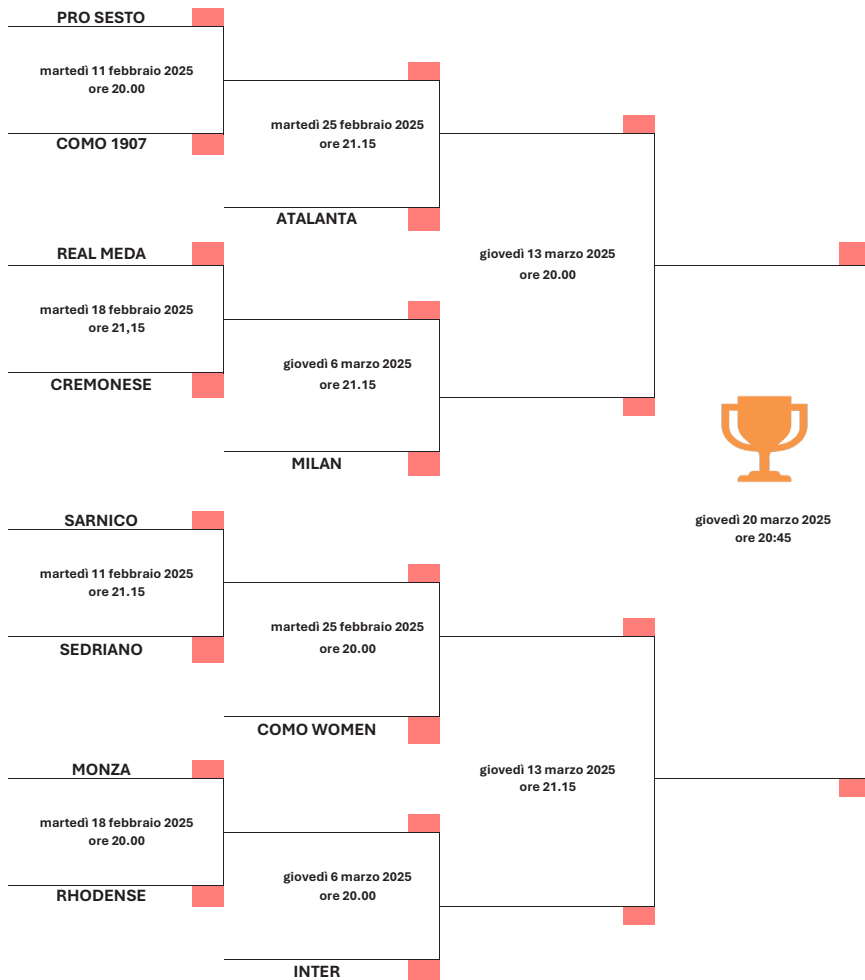 PRO SESTO
martedì 11 febbraio 2025
ore 20.00
COMO 1907
martedì 25 febbraio 2025
ore 21.15
ATALANTA
REAL MEDA
martedì 18 febbraio 2025
ore 21,15
CREMONESE
giovedì 6 marzo 2025
ore 21.15
MILAN
giovedì 13 marzo 2025
ore 20.00
SARNICO
martedì 11 febbraio 2025
ore 21.15
SEDRIANO
martedì 25 febbraio 2025
ore 20.00
COMO WOMEN
MONZA
martedì 18 febbraio 2025
ore 20.00
RHODENSE
giovedì 6 marzo 2025
ore 20.00
INTER
giovedì 13 marzo 2025
ore 21.15
giovedì 20 marzo 2025
ore 20:45